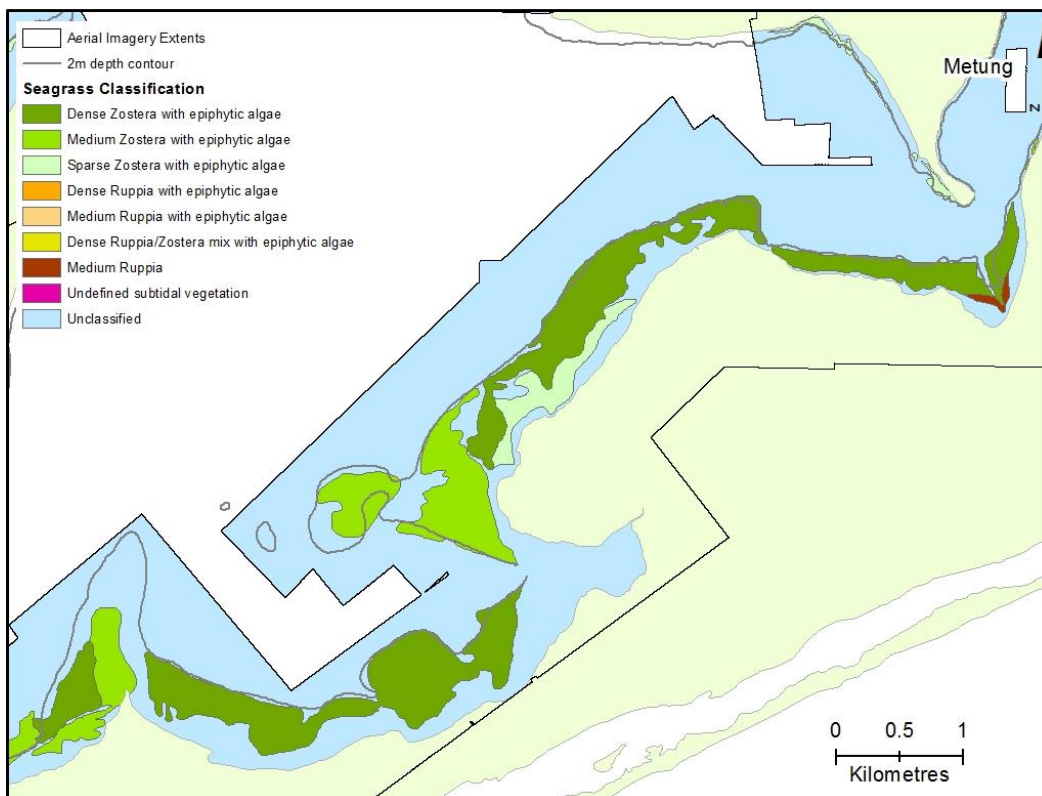 Aerial Imagery Extents
2m depth contour
Seagrass Classification
Dense Zostera with epiphytic algae
Medium Zostera with epiphytic algae
Sparse Zostera with epiphytic algae
Dense Ruppia with epiphytic algae
Medium Ruppia with epiphytic algae
Dense Ruppia/Zostera mix with epiphytic algae
Medium Ruppia
Undefined subtidal vegetation
Unclassified
Metung
N
0 0.5 1
Kilometres